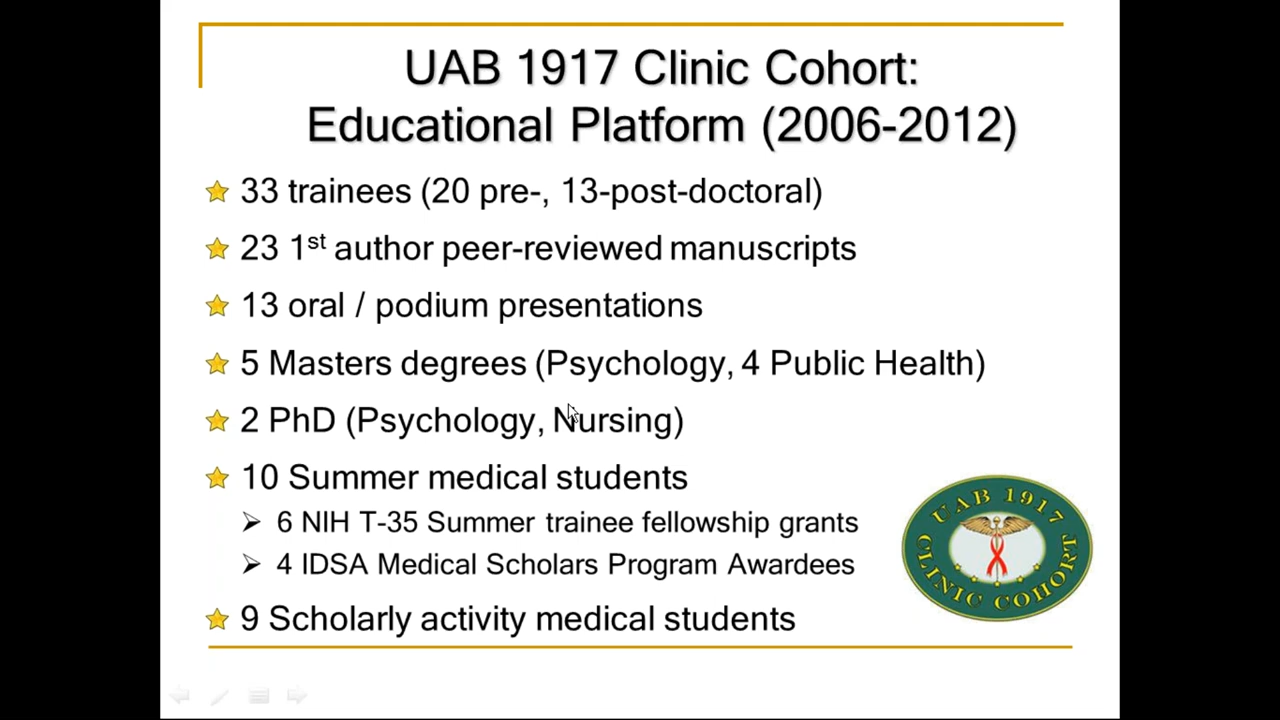 UAB 1917 Clinic Cohort:
Educational Platform (2006-2012)
33 trainees (20 pre-, 13-post-doctoral)
23 1st author peer-reviewed manuscripts
13 oral / podium presentations
5 Masters degrees (Psychology, 4 Public Health)
2 PhD (Psychology, Nursing)
10 Summer medical students
6 NIH T-35 Summer trainee fellowship grants
4 IDSA Medical Scholars Program Awardees
9 Scholarly activity medical students
UAB 1917
CLINIC COHORT